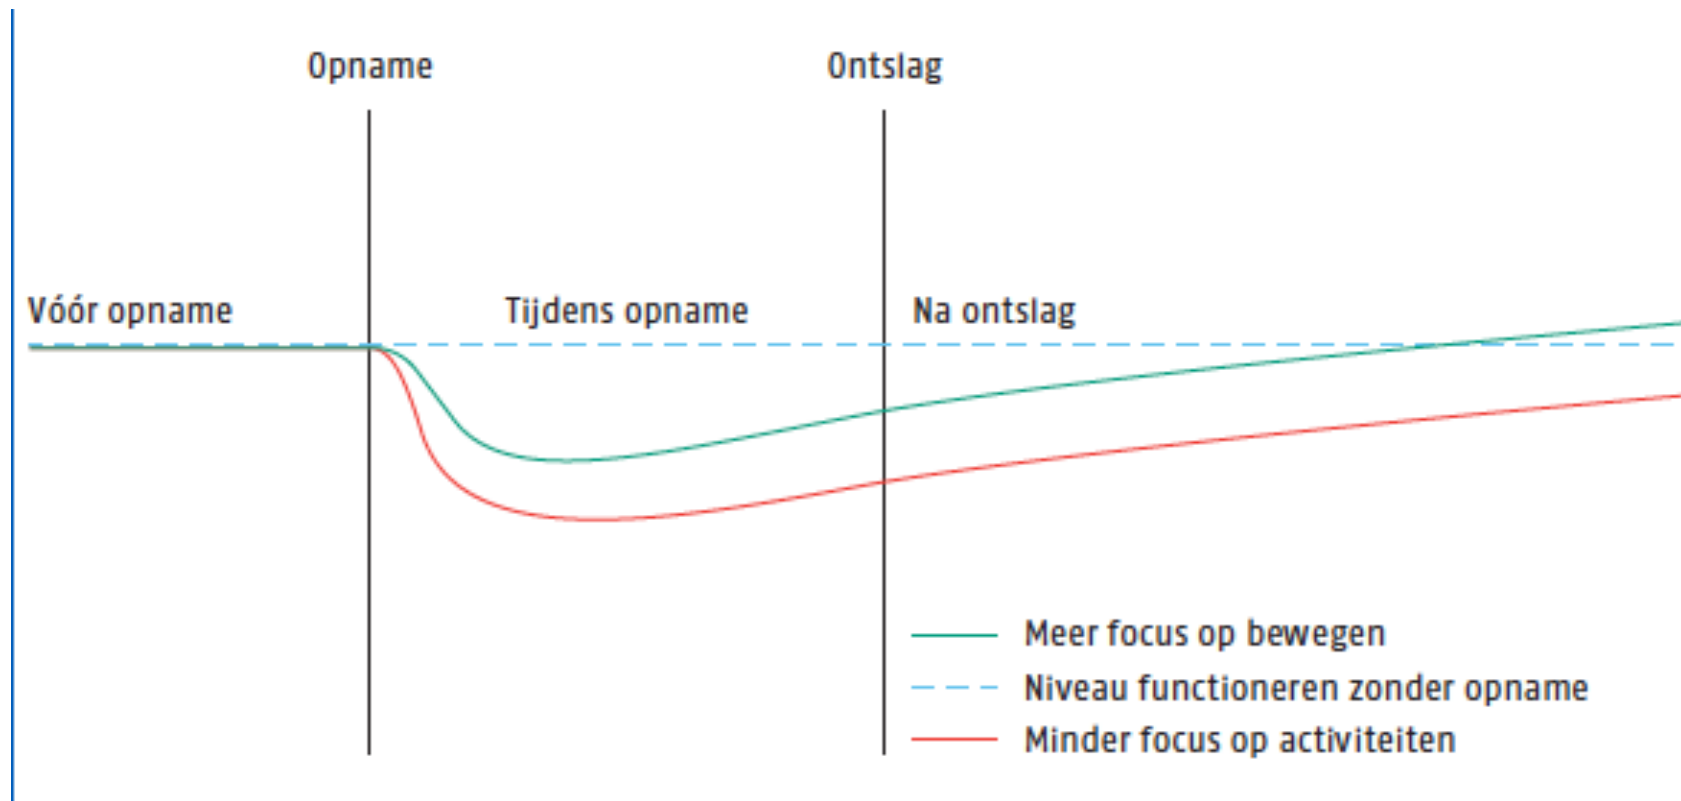 Opname
Ontslag
Vóór opname
Tijdens opname
Na ontslag
Meer focus op bewegen
Niveau functioneren zonder opname
Minder focus op activiteiten